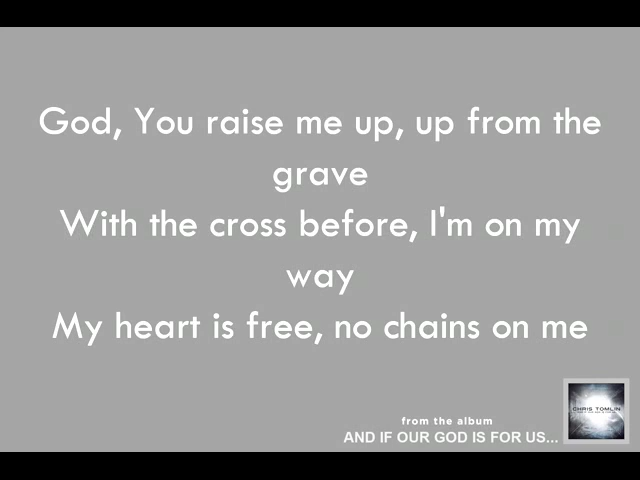 God, You raise me up, up from the
grave
With the cross before, I'm on my
way
My heart is free, no chains on me
from the album
AND IF OUR GOD IS FOR US...
CHRIS TOMLIN